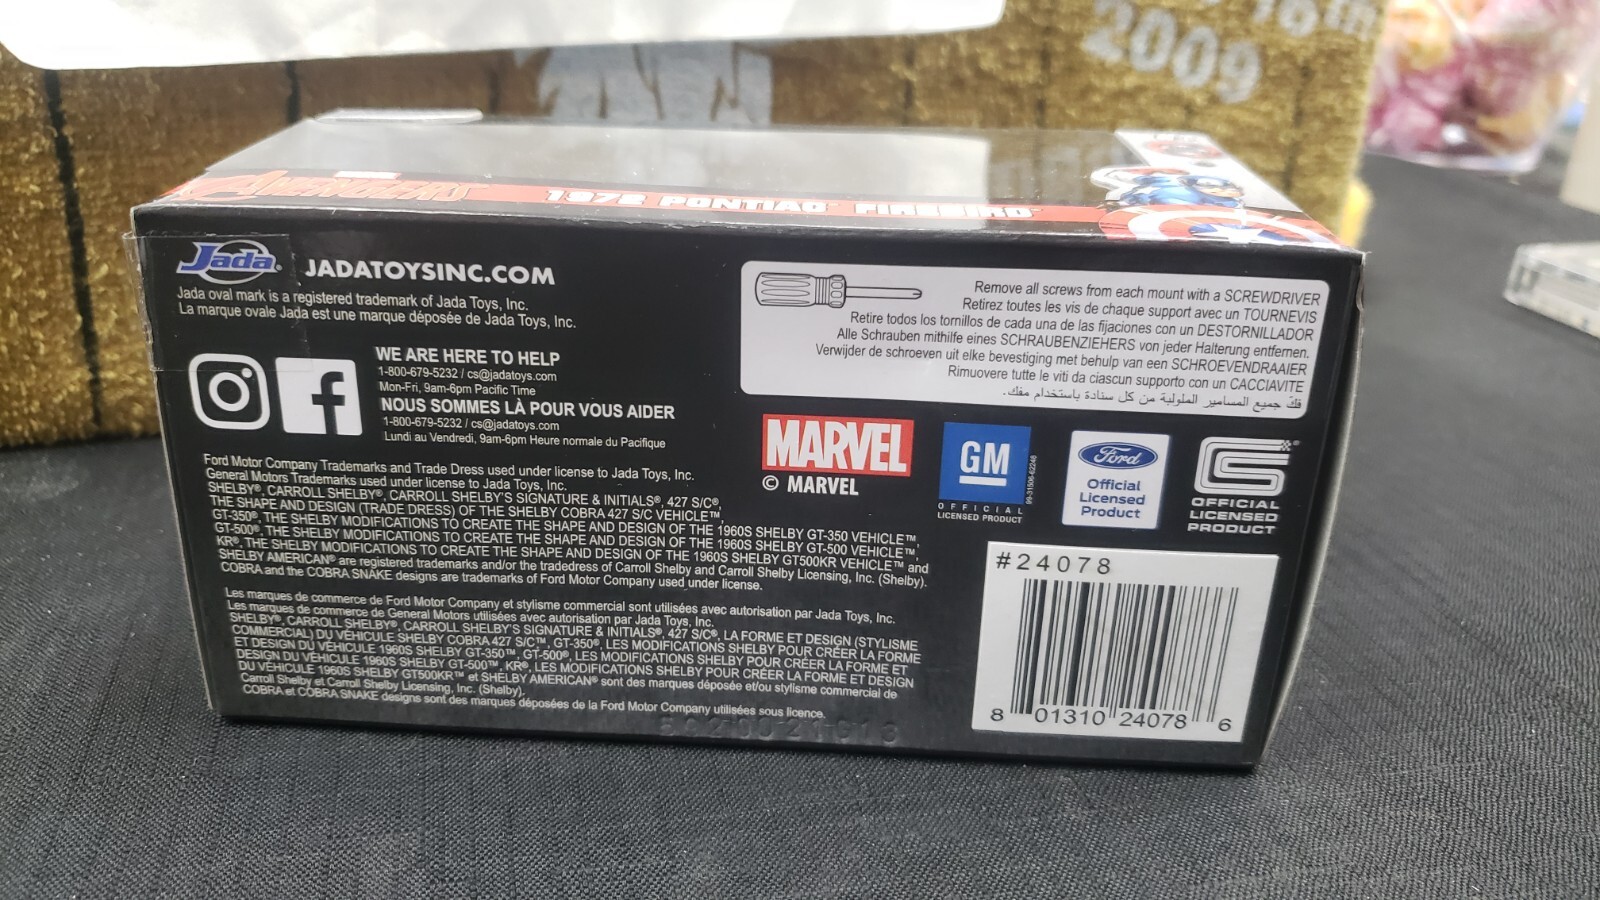 16th
2009
AVENGERS
1972 PONTIAC FIREBIRD
Jada®
JADATOYSINC.COM
Jada oval mark is a registered trademark of Jada Toys, Inc.
La marque ovale Jada est une marque déposée de Jada Toys, Inc.
WE ARE HERE TO HELP
1-800-679-5232 / cs@jadatoys.com
Mon-Fri, 9am-6pm Pacific Time
NOUS SOMMES LÀ POUR VOUS AIDER
1-800-679-5232 / cs@jadatoys.com
Lundi au Vendredi, 9am-6pm Heure normale du Pacifique
Remove all screws from each mount with a SCREWDRIVER
Retirez toutes les vis de chaque support avec un TOURNEVIS
Retire todos los tornillos de cada una de las fijaciones con un DESTORNILLADOR
Alle Schrauben mithilfe eines SCHRAUBENZIEHERS von jeder Halterung entfernen.
Verwijder de schroeven uit elke bevestiging met behulp van een SCHROEVENDRAAIER
Rimuovere tutte le viti da ciascun supporto con un CACCIAVITE
فك جميع المسامير الملولبة من كل سنادة باستخدام مفك.
MARVEL
© MARVEL
GM
OFFICIAL
LICENSED PRODUCT
Ford
Official
Licensed
Product
OFFICIAL
LICENSED
PRODUCT
Ford Motor Company Trademarks and Trade Dress used under license to Jada Toys, Inc.
General Motors Trademarks used under license to Jada Toys, Inc.
SHELBY®, CARROLL SHELBY®, CARROLL SHELBY'S SIGNATURE & INITIALS®, 427 S/C®
THE SHAPE AND DESIGN (TRADE DRESS) OF THE SHELBY COBRA 427 S/C VEHICLE™,
GT-350®, THE SHELBY MODIFICATIONS TO CREATE THE SHAPE AND DESIGN OF THE 1960S SHELBY GT-350 VEHICLE™,
GT-500®, THE SHELBY MODIFICATIONS TO CREATE THE SHAPE AND DESIGN OF THE 1960S SHELBY GT-500 VEHICLE™,
KR®, THE SHELBY MODIFICATIONS TO CREATE THE SHAPE AND DESIGN OF THE 1960S SHELBY GT500KR VEHICLE™ and
SHELBY AMERICAN® are registered trademarks and/or the tradedress of Carroll Shelby and Carroll Shelby Licensing, Inc. (Shelby).
COBRA and the COBRA SNAKE designs are trademarks of Ford Motor Company used under license.
Les marques de commerce de Ford Motor Company et stylisme commercial sont utilisées avec autorisation par Jada Toys, Inc.
Les marques de commerce de General Motors utilisées avec autorisation par Jada Toys, Inc.
SHELBY®, CARROLL SHELBY®, CARROLL SHELBY'S SIGNATURE & INITIALS®, 427 S/C®, LA FORME ET DESIGN (STYLISME
COMMERCIAL) DU VÉHICULE SHELBY COBRA 427 S/C™, GT-350®, LES MODIFICATIONS SHELBY POUR CRÉER LA FORME
ET DESIGN DU VÉHICULE 1960S SHELBY GT-350™, GT-500®, LES MODIFICATIONS SHELBY POUR CRÉER LA FORME ET
DESIGN DU VÉHICULE 1960S SHELBY GT-500™, KR®, LES MODIFICATIONS SHELBY POUR CRÉER LA FORME ET DESIGN
DU VÉHICULE 1960S SHELBY GT500KR™ et SHELBY AMERICAN® sont des marques déposée et/ou stylisme commercial de
Carroll Shelby et Carroll Shelby Licensing, Inc. (Shelby).
COBRA et COBRA SNAKE designs sont des marques déposées de la Ford Motor Company utilisées sous licence.
#24078
8 01310 24078 6